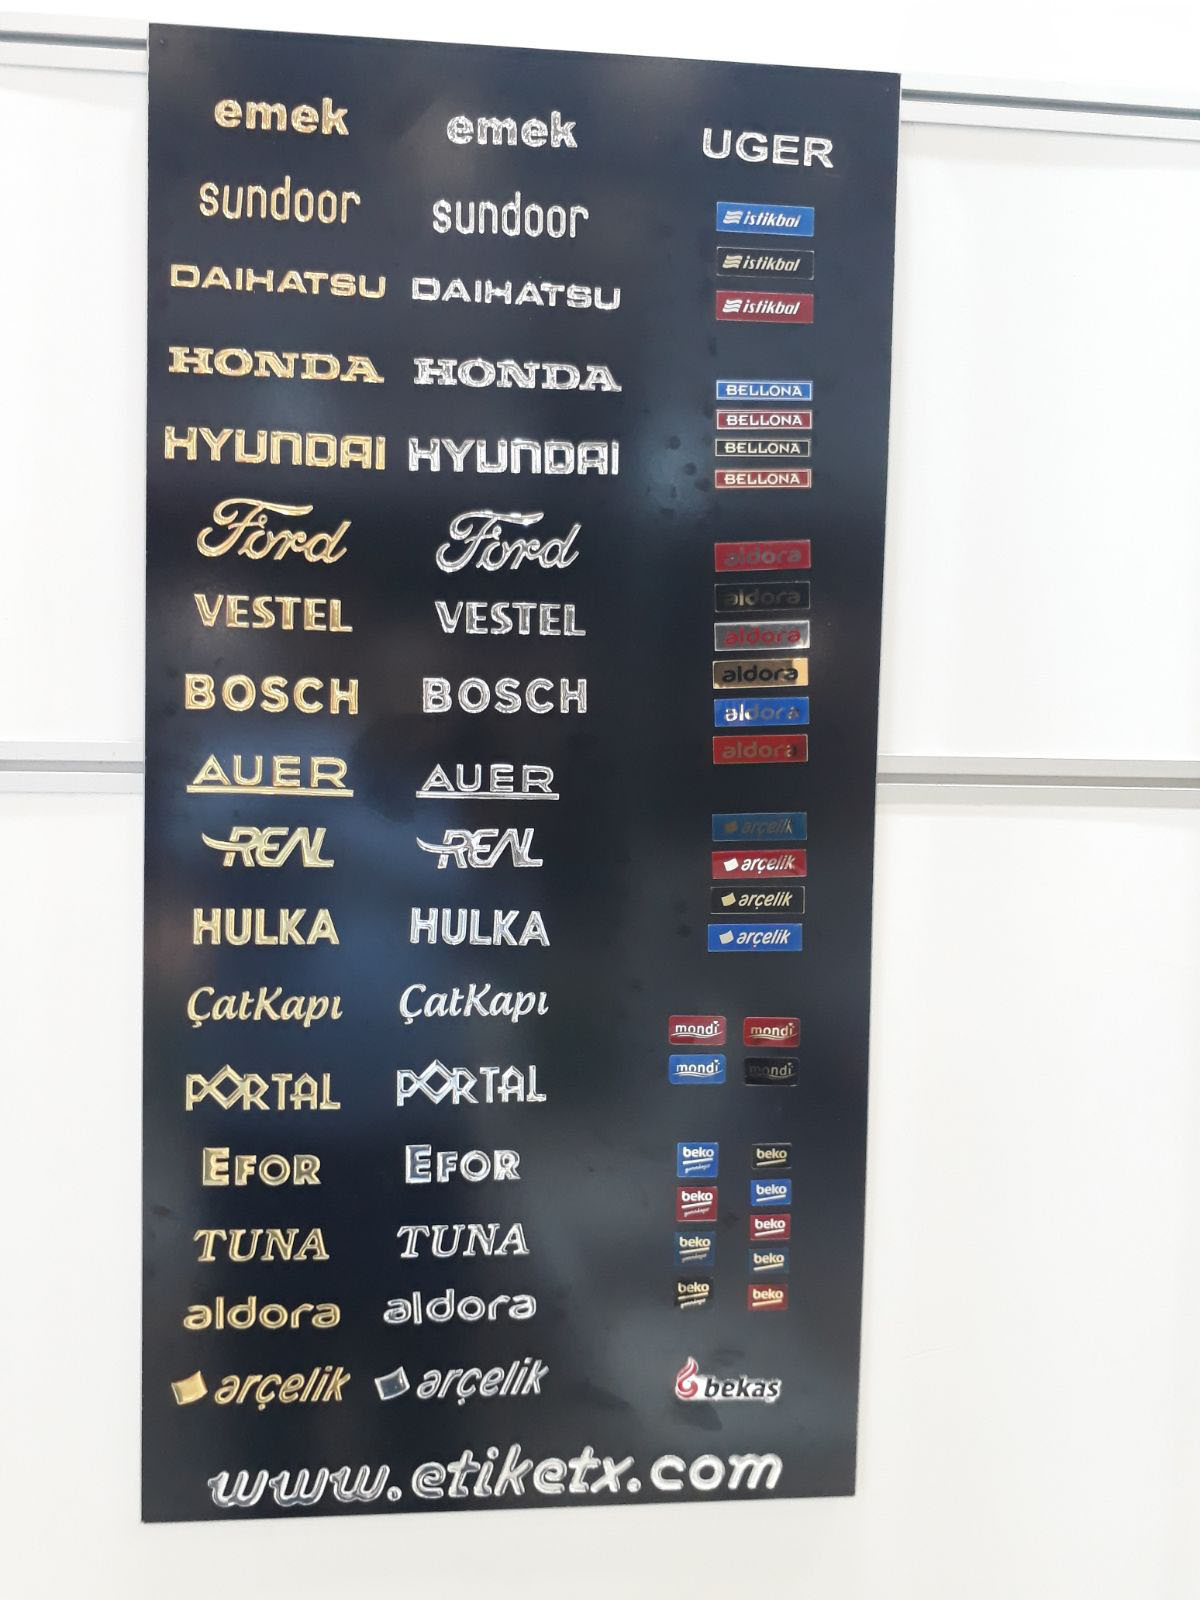 emek
sundoor
DAIHATSU
HONDA
HYUNDAI
Ford
VESTEL
BOSCH
AUER
REAL
HULKA
ÇatKapı
PORTAL
EFOR
TUNA
aldora
arçelik
emek
sundoor
DAIHATSU
HONDA
HYUNDAI
Ford
VESTEL
BOSCH
AUER
REAL
HULKA
ÇatKapı
PORTAL
EFOR
TUNA
aldora
arçelik
UGER
istikbal
istikbal
istikbal
BELLONA
BELLONA
BELLONA
BELLONA
aldora
aldora
aldora
aldora
aldora
aldora
arçelik
arçelik
arçelik
arçelik
mondi mondi
mondi mondi
beko beko
beko beko
beko beko
beko beko
beko
bekaş
www.etiketx.com